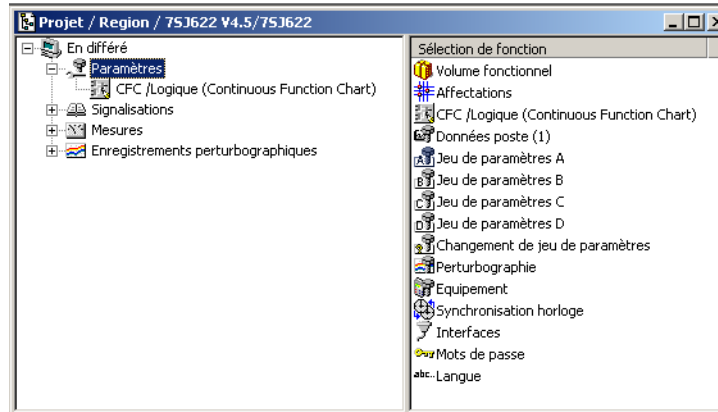 Projet / Region / 7SJ622 V4.5/7SJ622
En différé
Paramètres
CFC /Logique (Continuous Function Chart)
Signalisations
Mesures
Enregistrements perturbographiques
Sélection de fonction
Volume fonctionnel
Affectations
CFC /Logique (Continuous Function Chart)
Données poste (1)
Jeu de paramètres A
Jeu de paramètres B
Jeu de paramètres C
Jeu de paramètres D
Changement de jeu de paramètres
Perturbographie
Equipement
Synchronisation horloge
Interfaces
Mots de passe
abc.. Langue